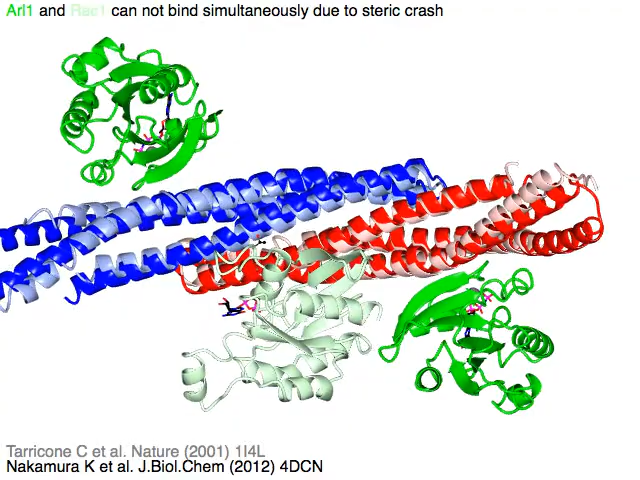 Arl1 and Rac1 can not bind simultaneously due to steric crash
Tarricone C et al. Nature (2001) 1I4L
Nakamura K et al. J.Biol.Chem (2012) 4DCN